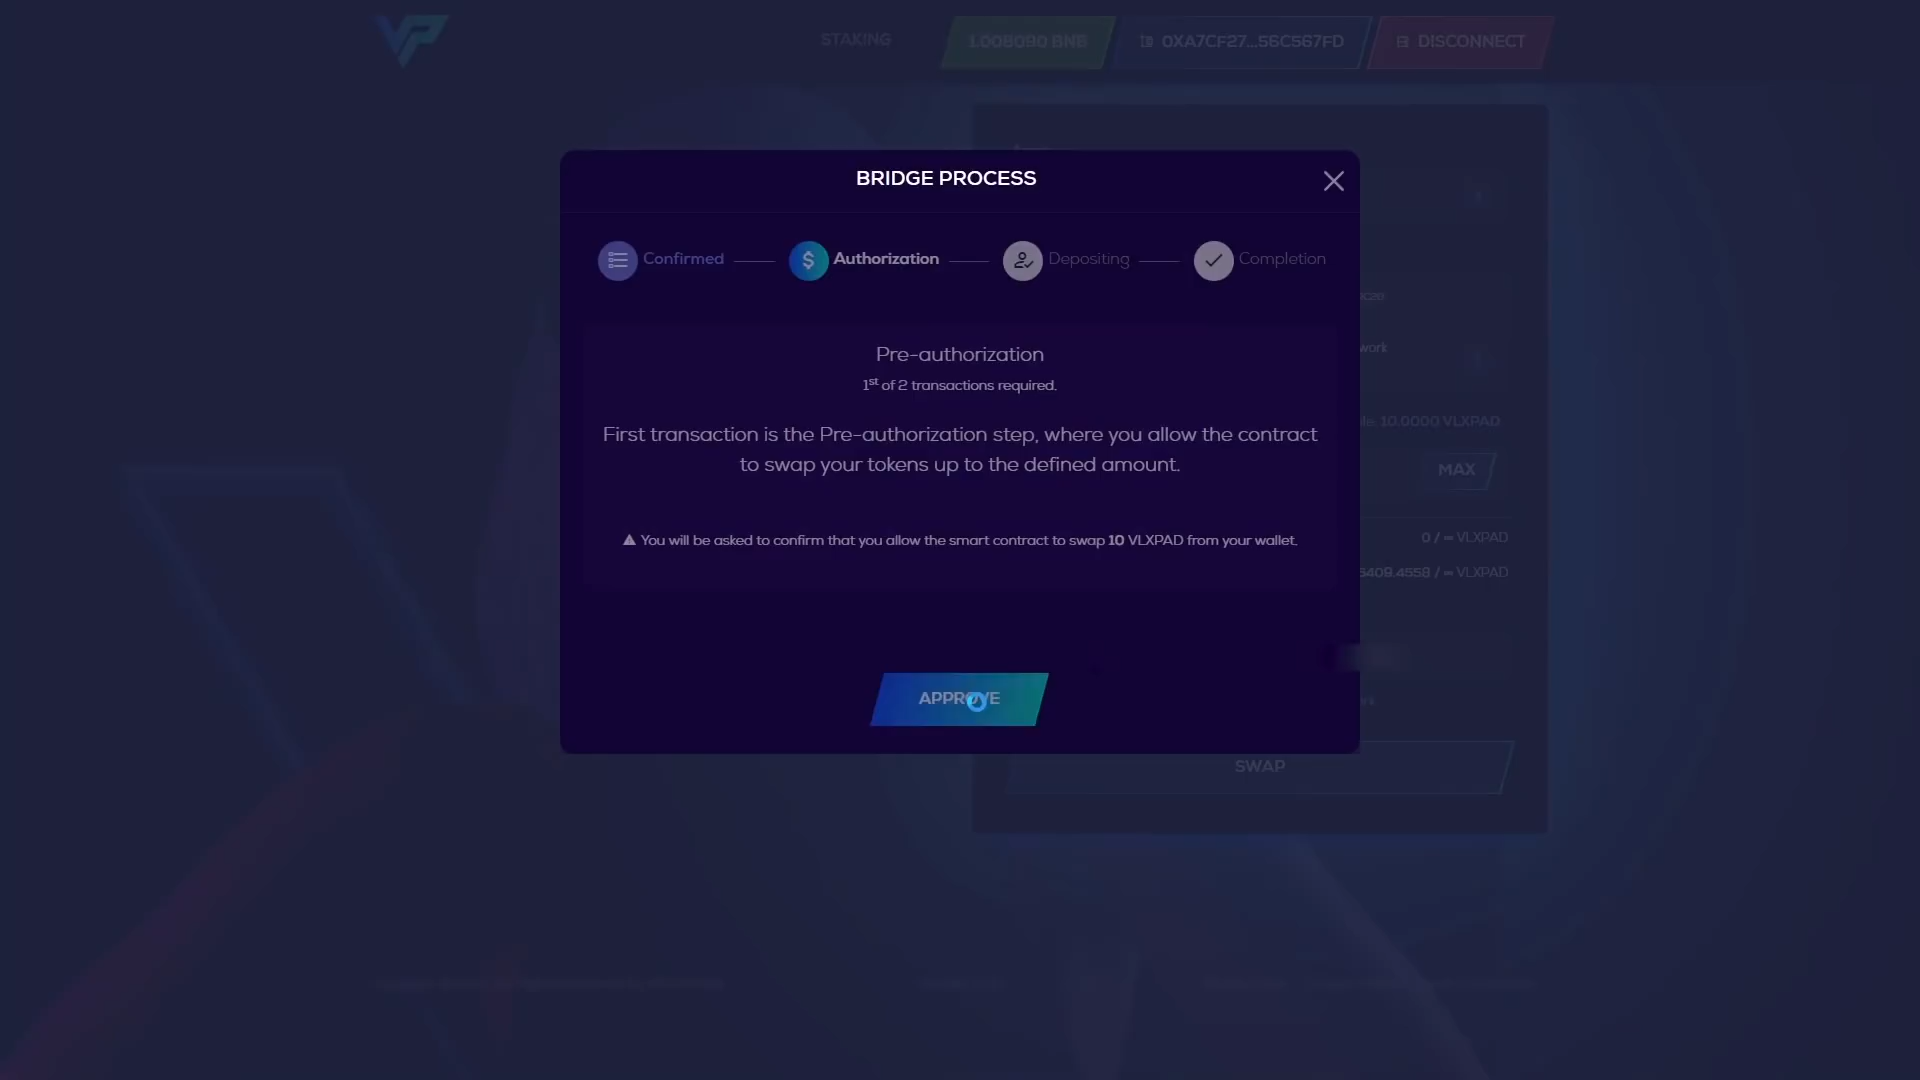 VP
STAKING
1.008090 BNB
0XA7CF27...56C567FD
DISCONNECT
BRIDGE PROCESS
Confirmed
$
Authorization
Depositing
Completion
Pre-authorization
1st of 2 transactions required.
First transaction is the Pre-authorization step, where you allow the contract
to swap your tokens up to the defined amount.
You will be asked to confirm that you allow the smart contract to swap 10 VLXPAD from your wallet.
work
10.0000 VLXPAD
MAX
0 / ∞ VLXPAD
6409.4558 / ∞ VLXPAD
APPROVE
SWAP